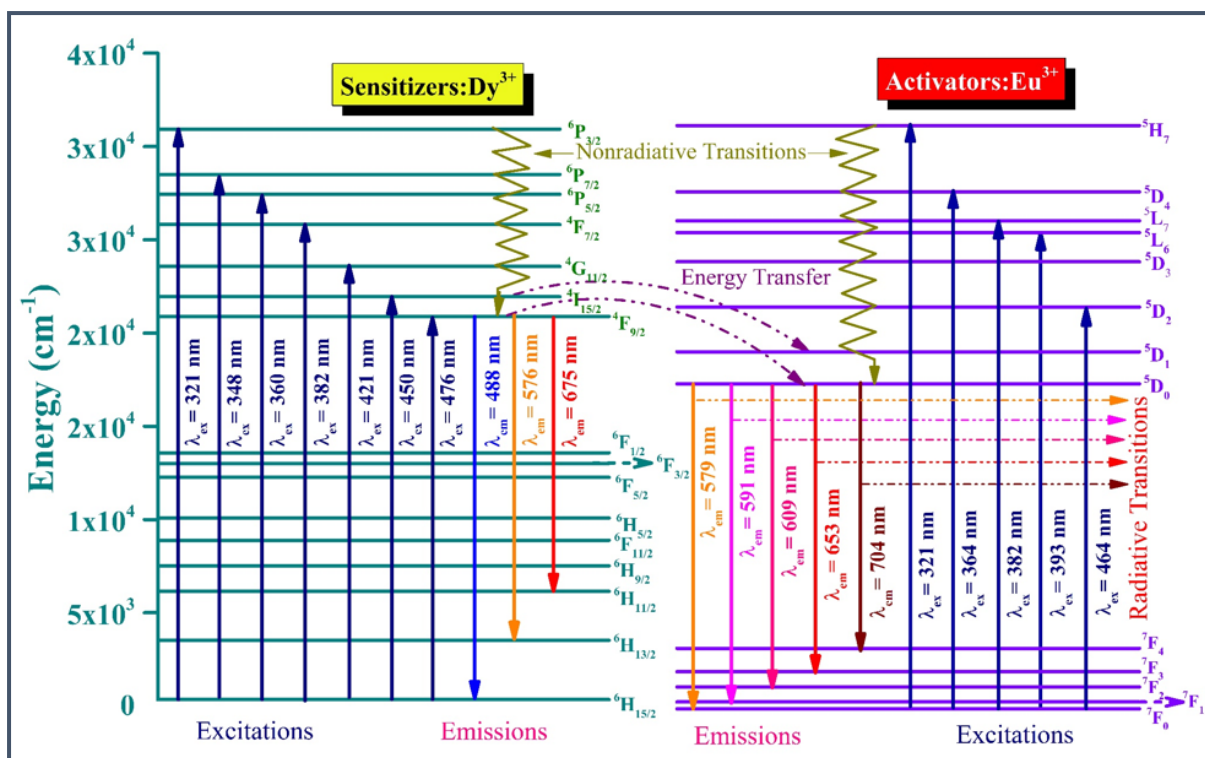 Sensitizers:Dy³⁺
Activators:Eu³⁺
Energy (cm⁻¹)
4x10⁴
3x10⁴
3x10⁴
2x10⁴
2x10⁴
1x10⁴
5x10³
0
⁶P₃/₂
⁶P₇/₂
⁶P₅/₂
⁴F₇/₂
⁴G₁₁/₂
⁴I₁₅/₂
⁴F₉/₂
⁶F₁/₂
⁶F₃/₂
⁶F₅/₂
⁶H₅/₂
⁶F₁₁/₂
⁶H₉/₂
⁶H₁₁/₂
⁶H₁₃/₂
⁶H₁₅/₂
λex = 321 nm
λex = 348 nm
λex = 360 nm
λex = 382 nm
λex = 421 nm
λex = 450 nm
λex = 476 nm
λem = 488 nm
λem = 576 nm
λem = 675 nm
Nonradiative Transitions
Energy Transfer
⁵H₇
⁵D₄
⁵L₇
⁵L₆
⁵D₃
⁵D₂
⁵D₁
⁵D₀
⁷F₄
⁷F₃
⁷F₂
⁷F₁
⁷F₀
λem = 579 nm
λem = 591 nm
λem = 609 nm
λem = 653 nm
λem = 704 nm
λex = 321 nm
λex = 364 nm
λex = 382 nm
λex = 393 nm
λex = 464 nm
Radiative Transitions
Excitations
Emissions
Emissions
Excitations